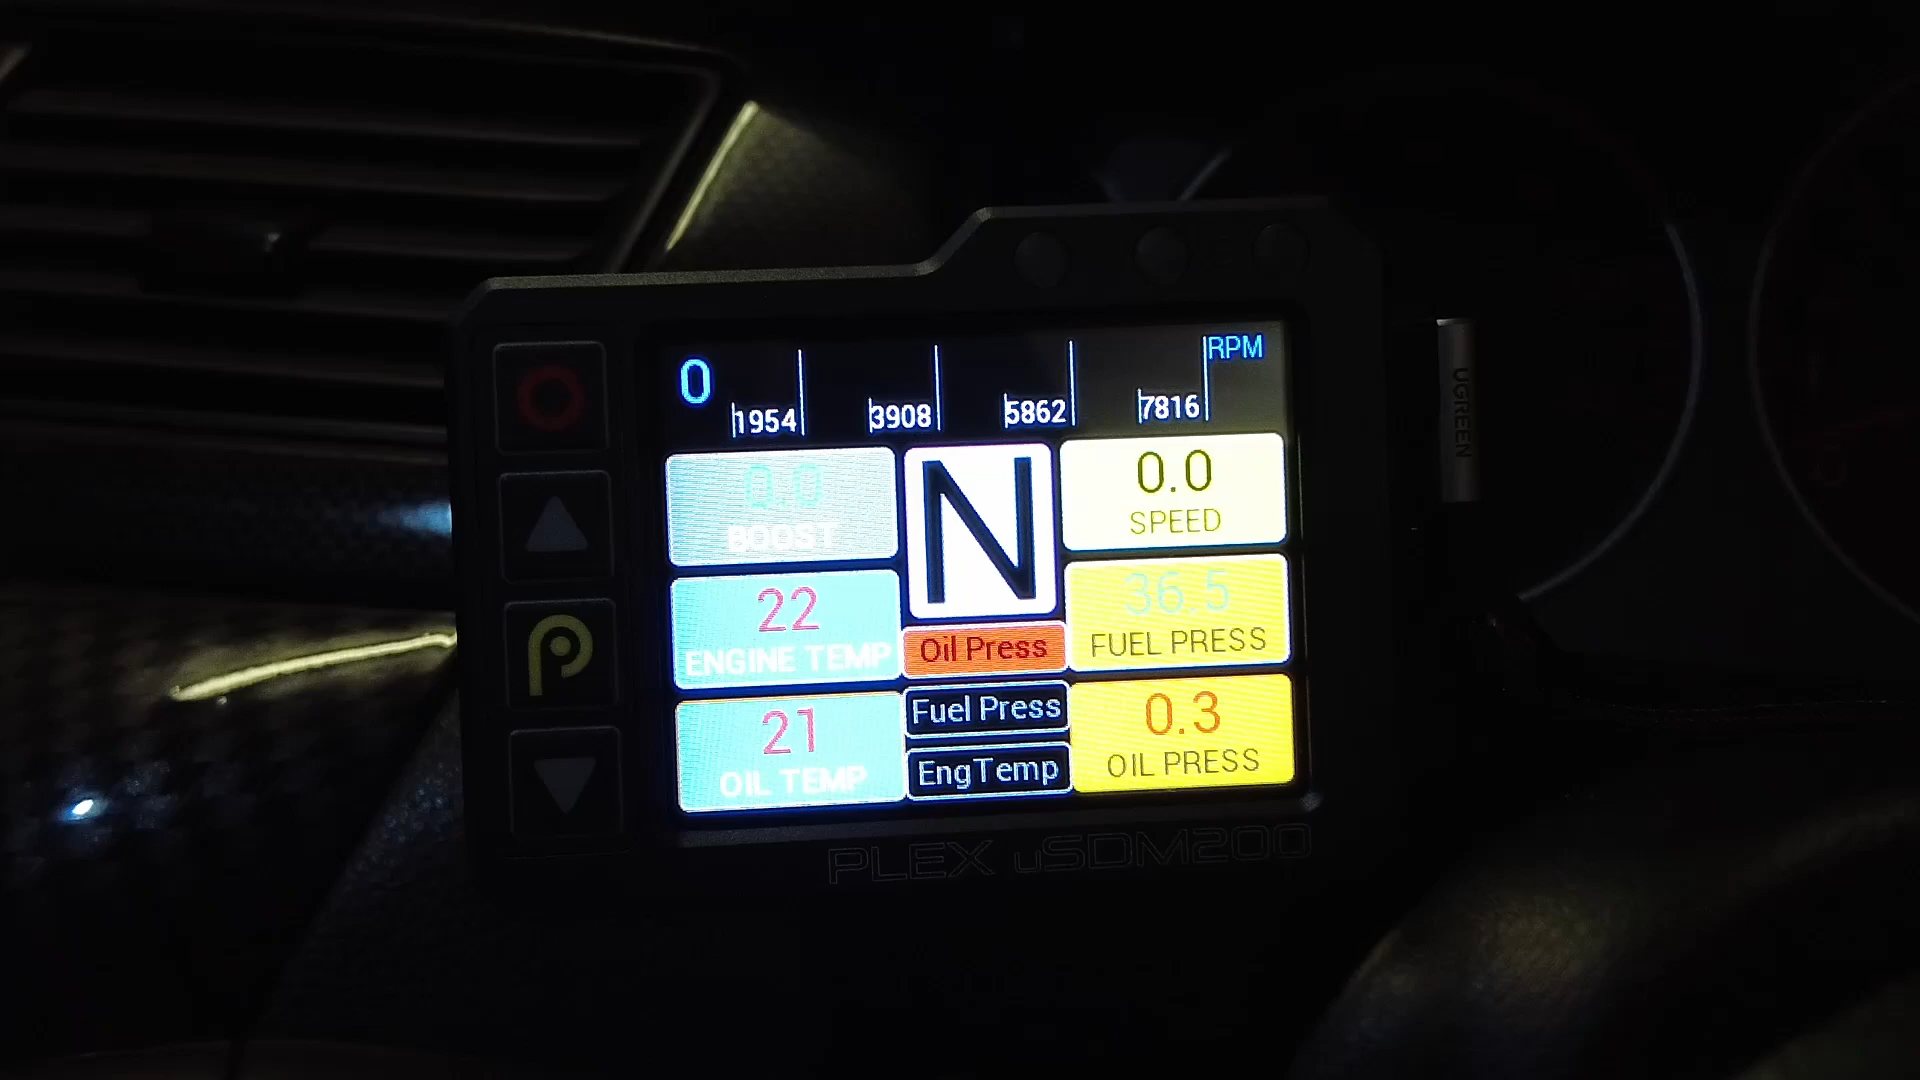 0
RPM
1954
3908
5862
7816
0.0
BOOST
N
0.0
SPEED
22
ENGINE TEMP
Oil Press
36.5
FUEL PRESS
21
OIL TEMP
Fuel Press
EngTemp
0.3
OIL PRESS
PLEX uSDM200
UGREEN